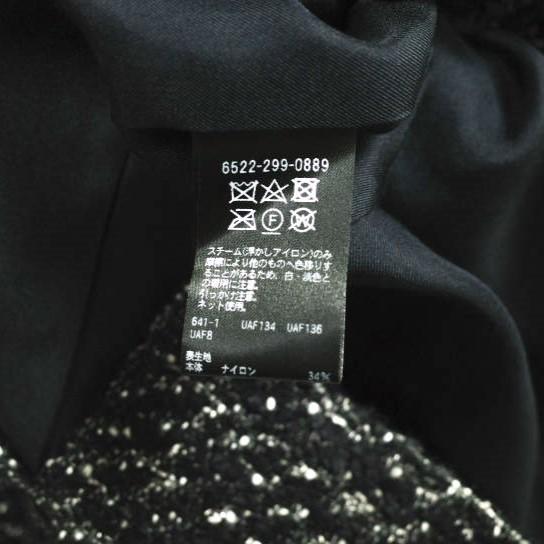 6522-299-0889
F W
スチーム(浮かしアイロン)のみ
摩擦により他のものへ色移りす
ることがあるため、白・淡色と
の着用に注意。
引っかけ注意。
ネット使用。
641-1 UAF134 UAF136
UAF8
表生地
本体 ナイロン 34%